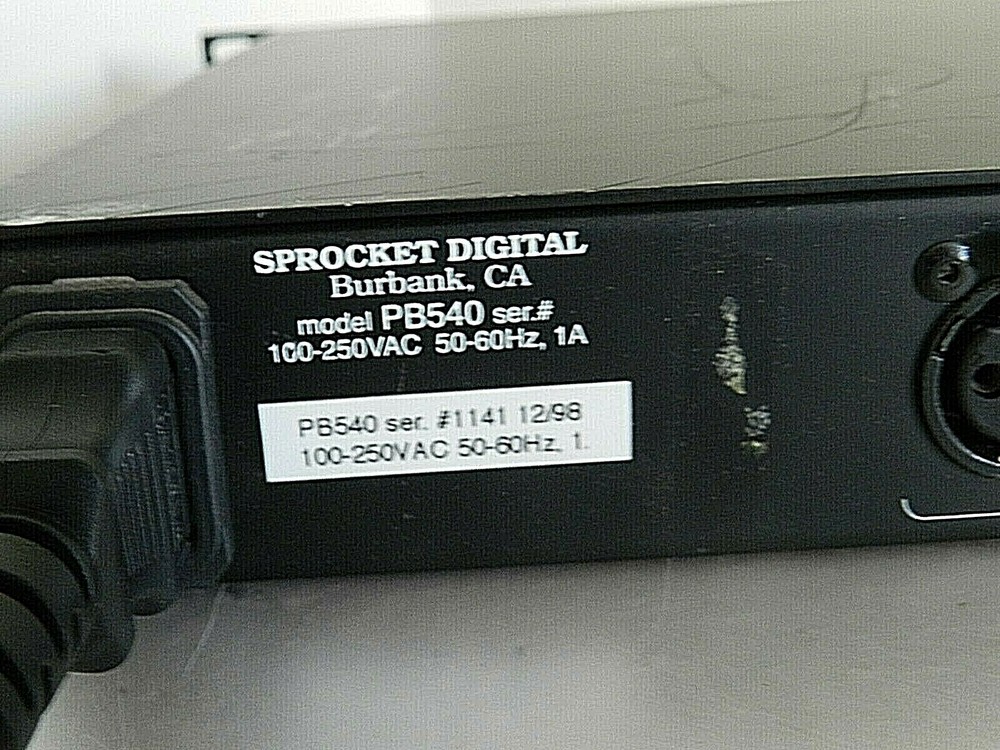 SPROCKET DIGITAL
Burbank, CA
model PB540 ser.#
100-250VAC 50-60Hz, 1A
PB540 ser. #1141 12/98
100-250VAC 50-60Hz, 1.